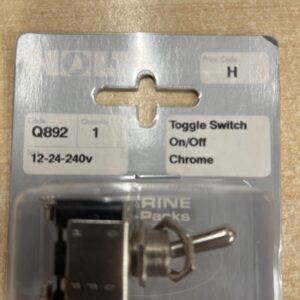 Price Code
H
Code
Quantity
Q892
1
12-24-240v
Toggle Switch
On/Off
Chrome
RINE
-Packs